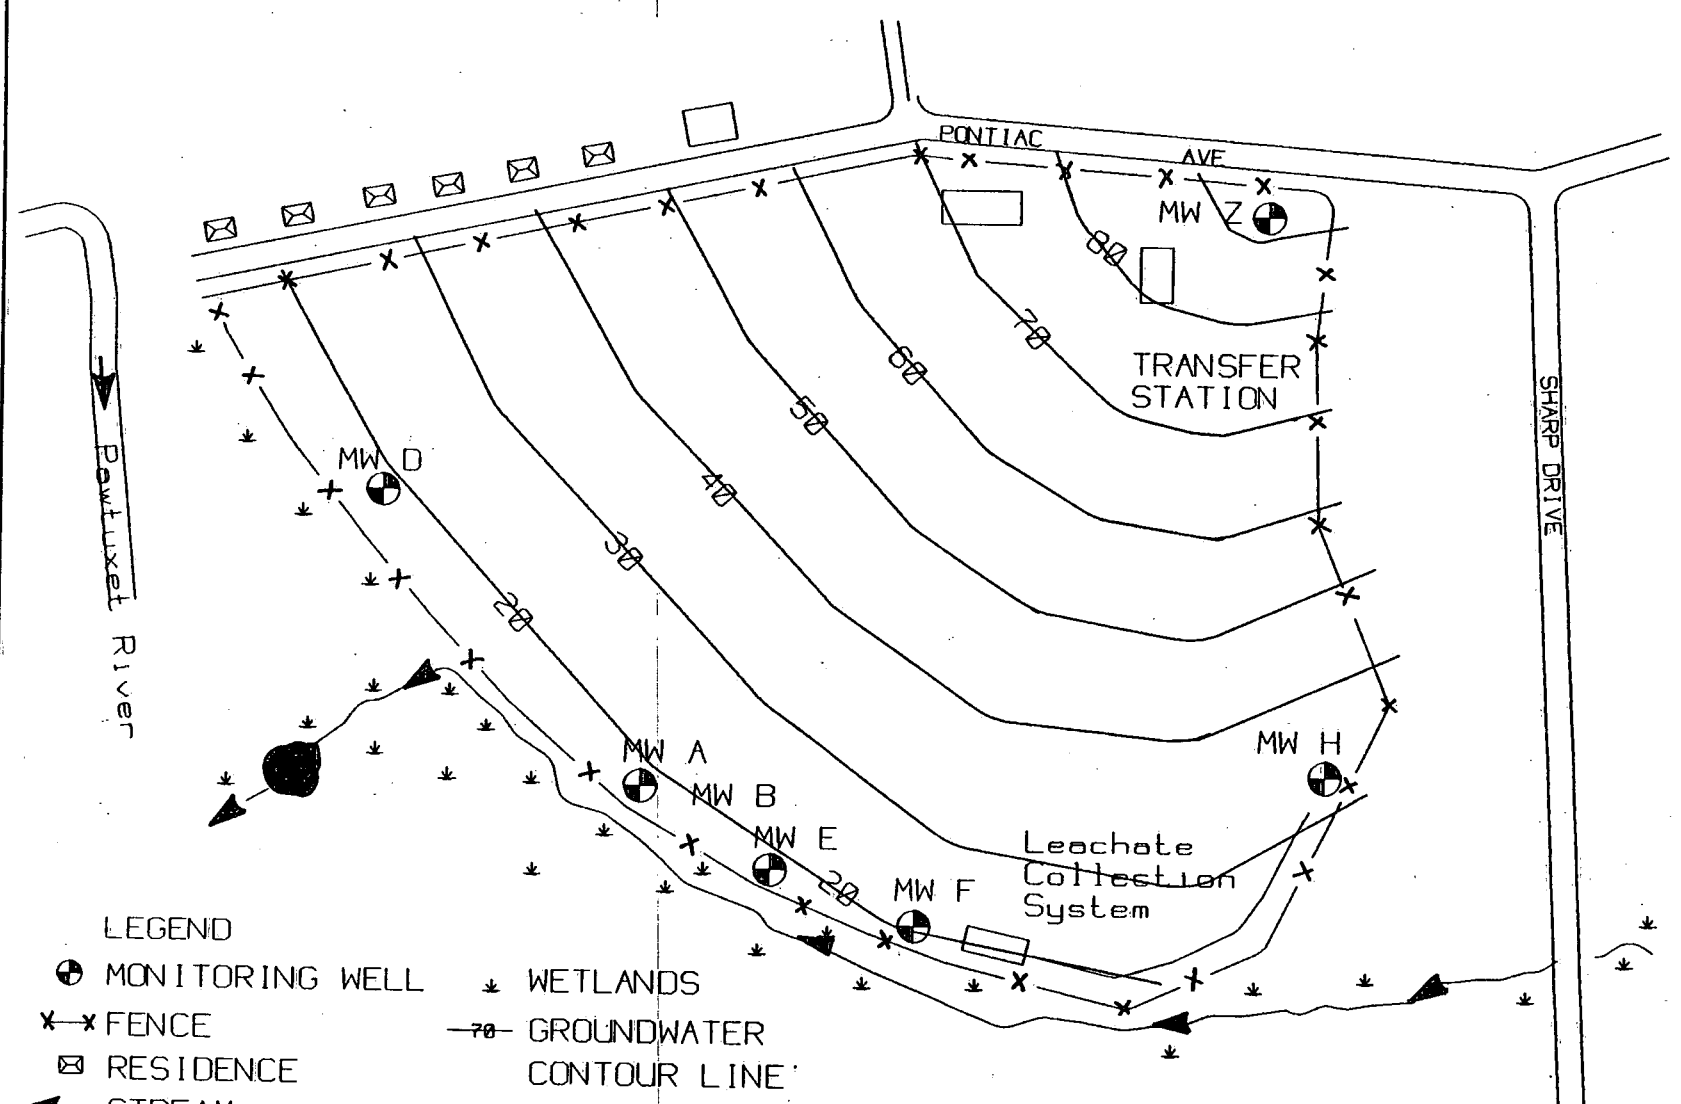 PONTIAC AVE
MW Z
80
70
TRANSFER
STATION
60
50
40
30
20
MW D
SHARP DRIVE
Pawtuxet River
MW A
MW B
MW H
MW E
20
MW F
Leachate
Collection
System
LEGEND
MONITORING WELL
FENCE
RESIDENCE
STREAM
WETLANDS
70 GROUNDWATER
CONTOUR LINE